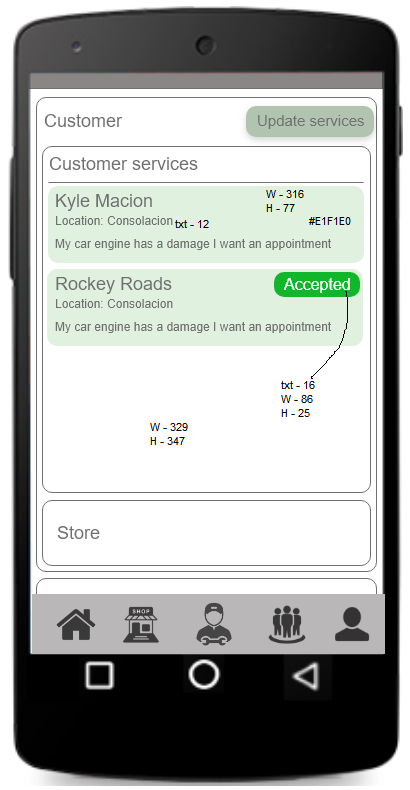 Customer
Update services
Customer services
Kyle Macion
W - 316
H - 77
Location: Consolacion
txt - 12
#E1F1E0
My car engine has a damage I want an appointment
Rockey Roads
Accepted
Location: Consolacion
My car engine has a damage I want an appointment
txt - 16
W - 86
H - 25
W - 329
H - 347
Store
SHOP